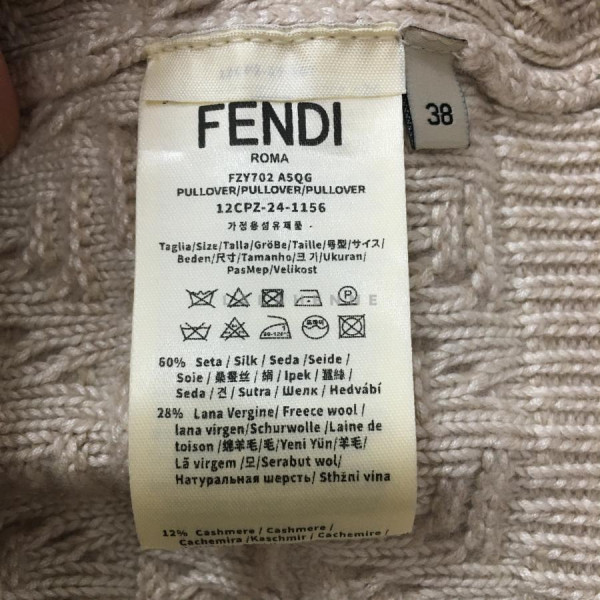 38
FENDI
ROMA
FZY702 A5QG
PULLOVER/PULLOVER/PULLOVER
12CPZ-24-1156
가정용섬유제품 -
Taglia/Size/Talla/GröBe/Taille/号型/サイズ/
Beden/尺寸/Tamanho/크기/Ukuran/
PasMep/Velikost
60% Seta / Silk / Seda /Seide /
Soie / 桑蚕丝 / 絹 / Ipek / 蠶絲 /
Seda / 견 / Sutra / Шелк / Hedvábí
28% Lana Vergine/ Freece wool /
lana virgen/Schurwolle /Laine de
toison /绵羊毛/毛/Yeni Yün/羊毛/
Lã virgem /모/ Serabut wol/
Натуральная шерсть/ Sthžni vina
12% Cashmere / Cashmere /
Cachemira /Kaschmir / Cachemire /